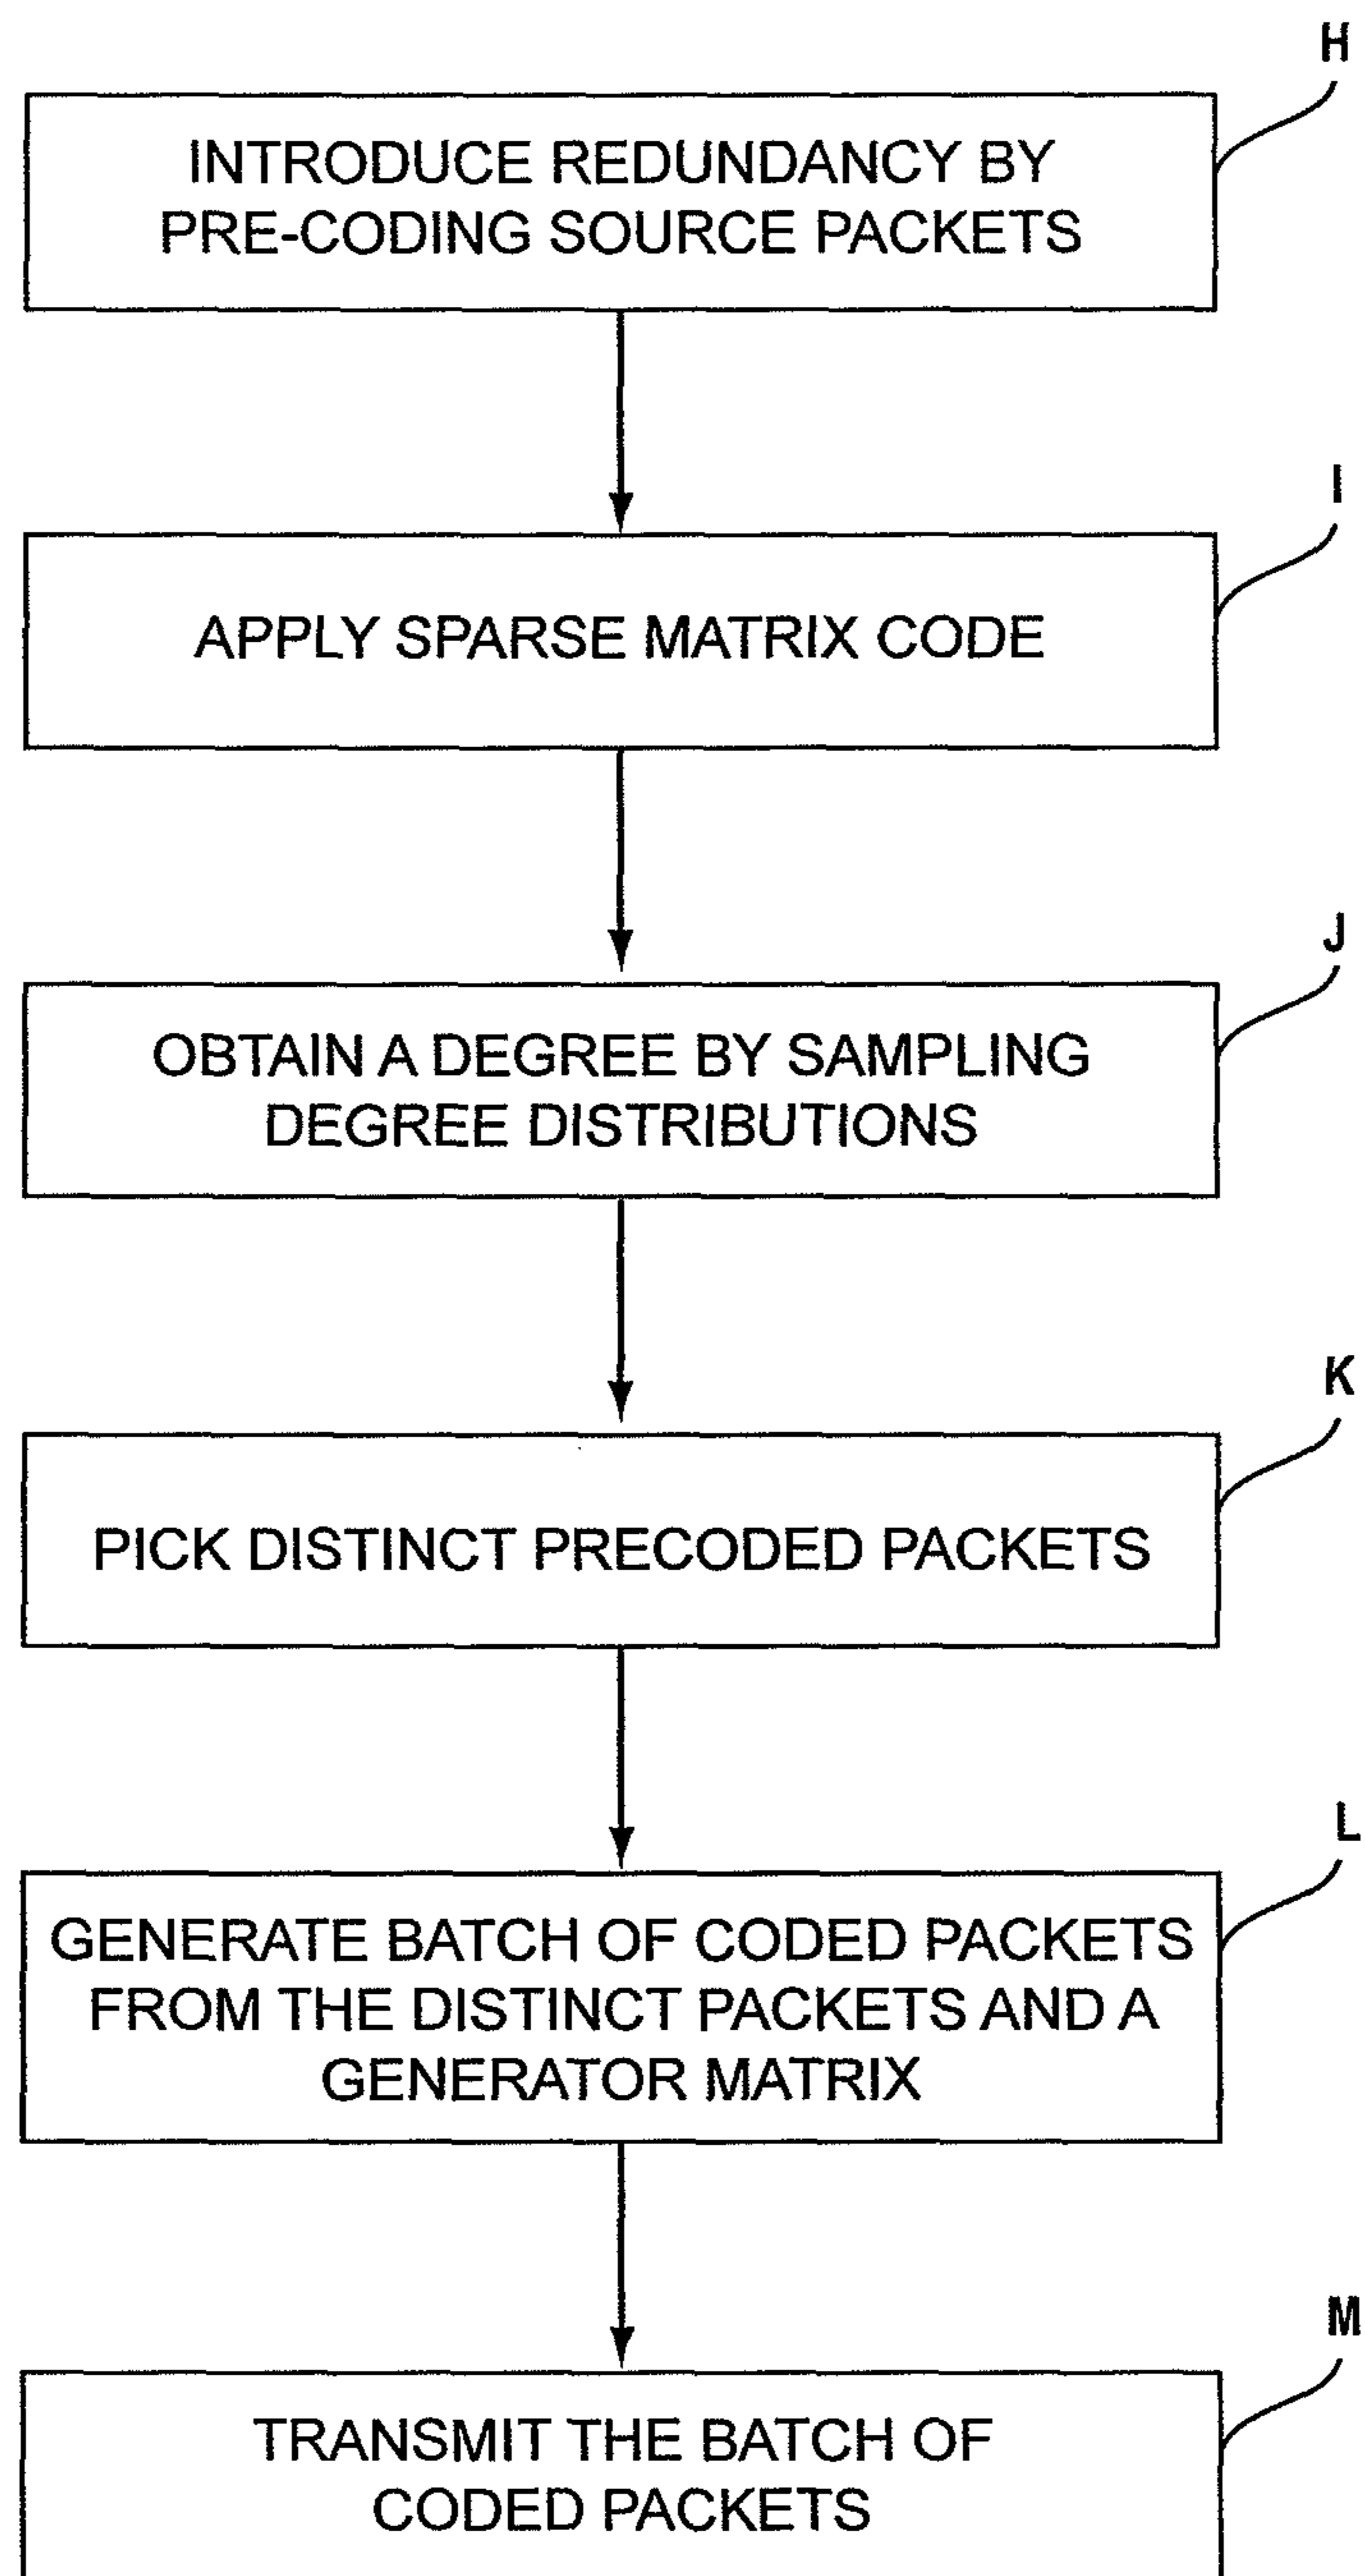 H
INTRODUCE REDUNDANCY BY
PRE-CODING SOURCE PACKETS
I
APPLY SPARSE MATRIX CODE
J
OBTAIN A DEGREE BY SAMPLING
DEGREE DISTRIBUTIONS
K
PICK DISTINCT PRECODED PACKETS
L
GENERATE BATCH OF CODED PACKETS
FROM THE DISTINCT PACKETS AND A
GENERATOR MATRIX
M
TRANSMIT THE BATCH OF
CODED PACKETS